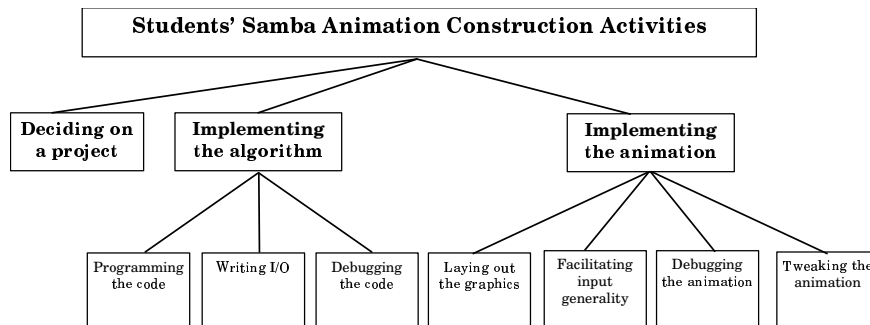 Students' Samba Animation Construction Activities
Deciding on
a project
Implementing
the algorithm
Implementing
the animation
Programming
the code
Writing I/O
Debugging
the code
Laying out
the graphics
Facilitating
input
generality
Debugging
the animation
Tweaking the
animation